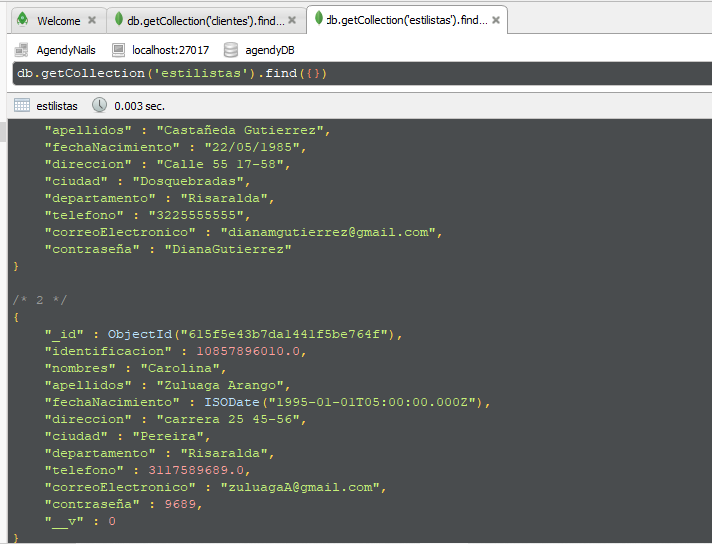 Welcome
db.getCollection('clientes').find...
db.getCollection('estilistas').find...
AgendyNails localhost:27017 agendyDB
db.getCollection('estilistas').find({})
estilistas 0.003 sec.
"apellidos" : "Castañeda Gutierrez",
"fechaNacimiento" : "22/05/1985",
"direccion" : "Calle 55 17-58",
"ciudad" : "Dosquebradas",
"departamento" : "Risaralda",
"telefono" : "3225555555",
"correoElectronico" : "dianamgutierrez@gmail.com",
"contraseña" : "DianaGutierrez"
}
/* 2 */
{
"_id" : ObjectId("615f5e43b7da1441f5be764f"),
"identificacion" : 10857896010.0,
"nombres" : "Carolina",
"apellidos" : "Zuluaga Arango",
"fechaNacimiento" : ISODate("1995-01-01T05:00:00.000Z"),
"direccion" : "carrera 25 45-56",
"ciudad" : "Pereira",
"departamento" : "Risaralda",
"telefono" : 3117589689.0,
"correoElectronico" : "zuluagaA@gmail.com",
"contraseña" : 9689,
"__v" : 0
}